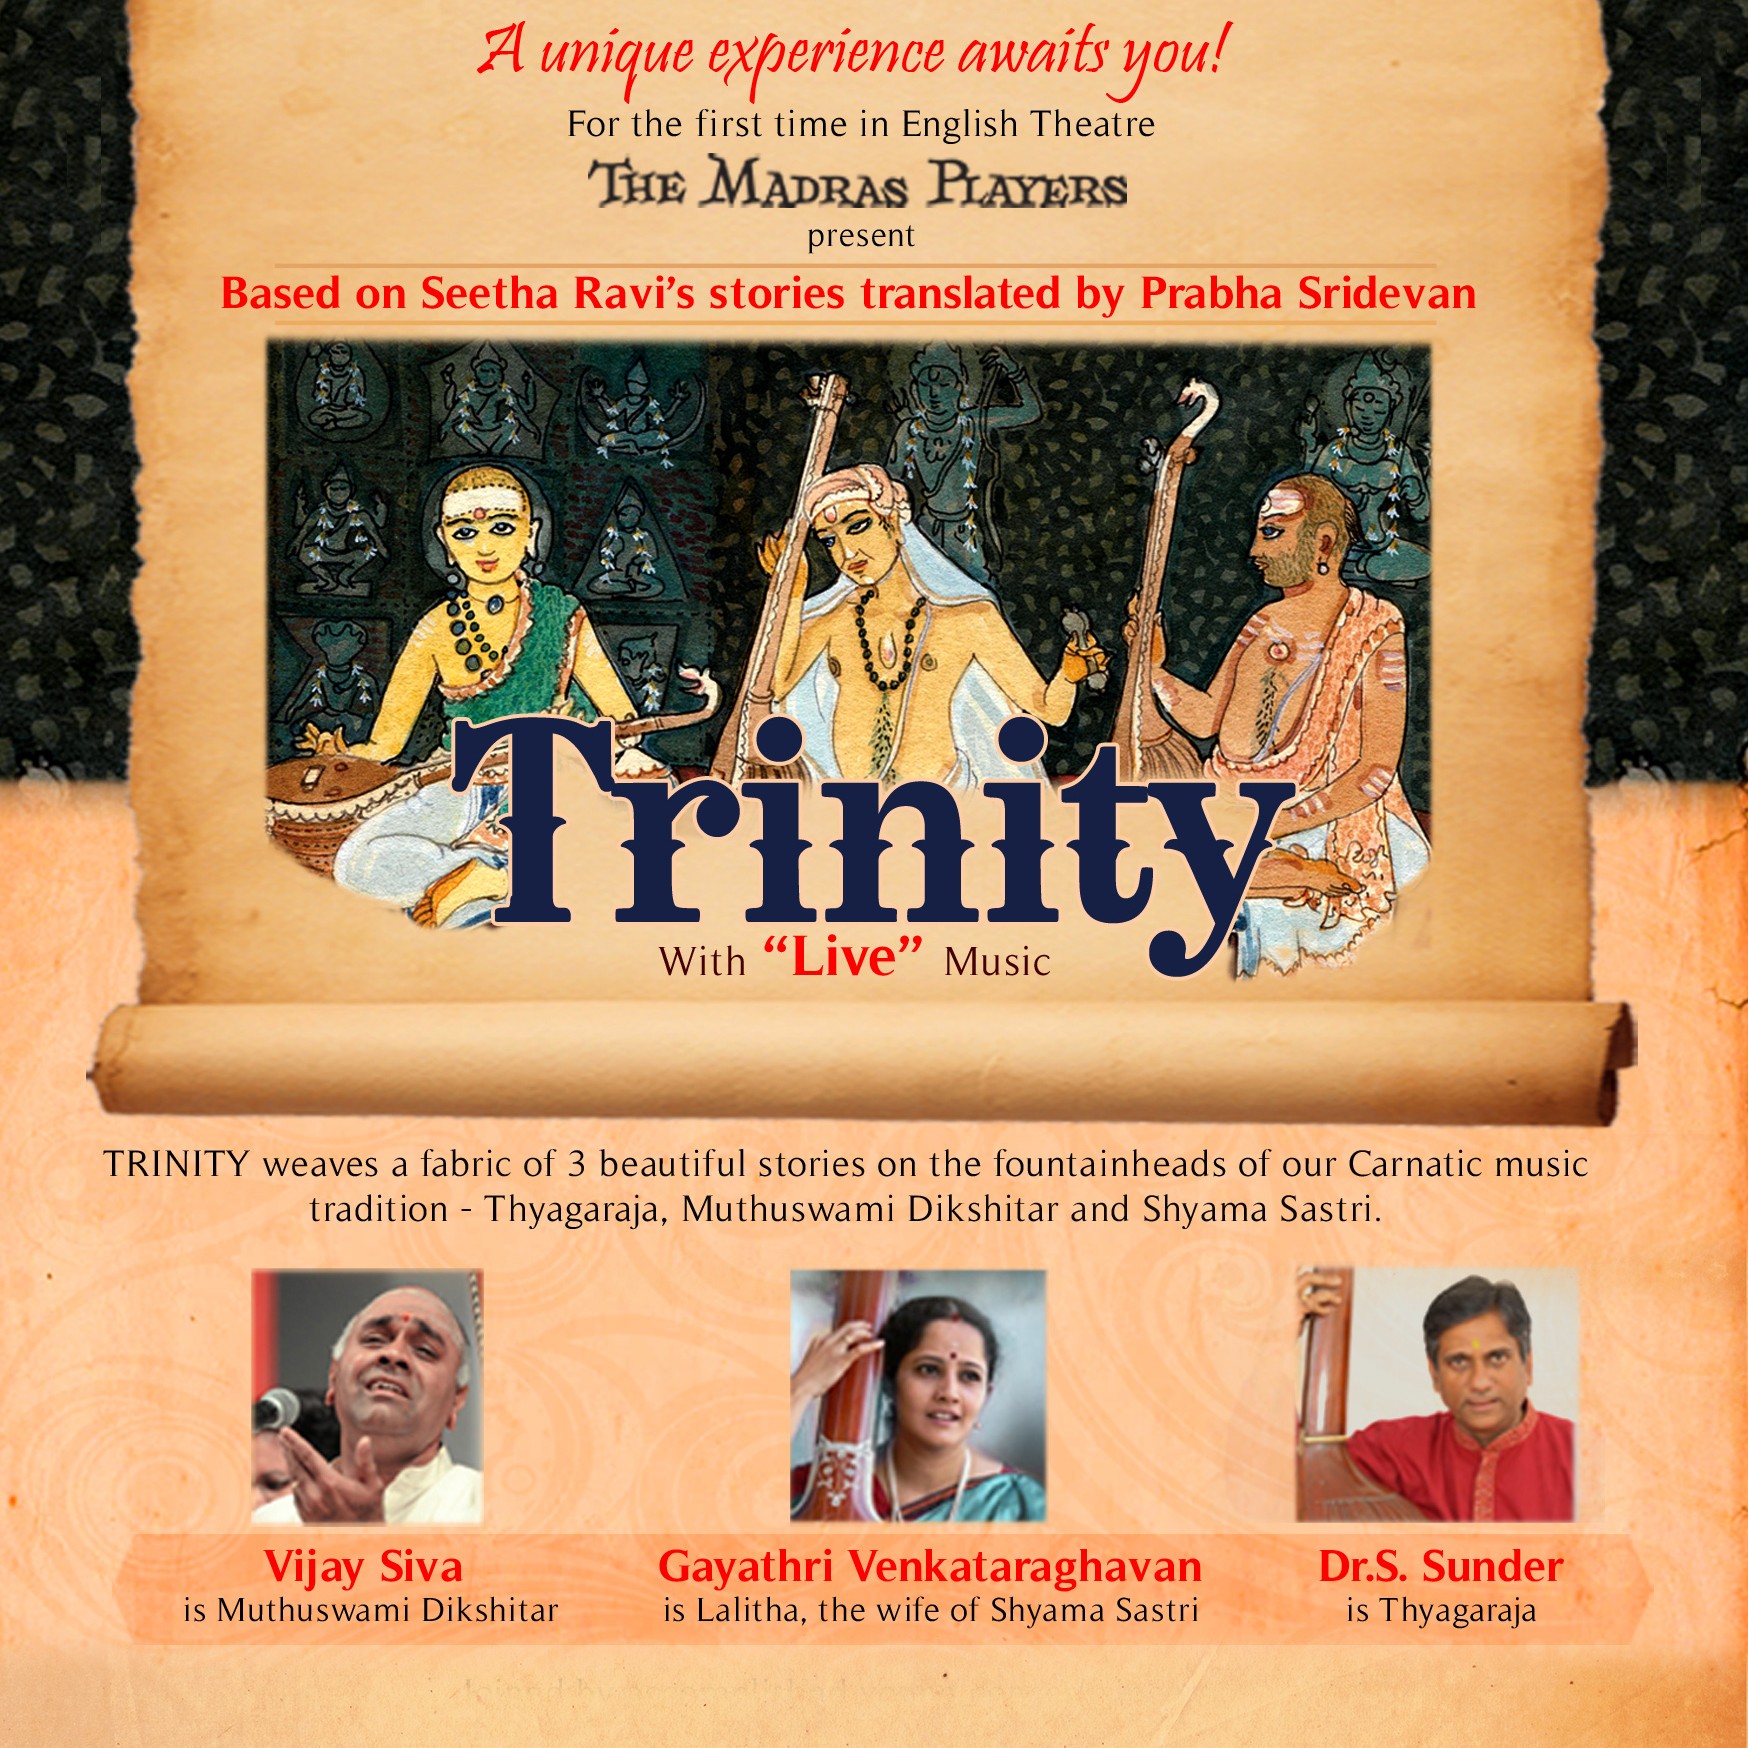 A unique experience awaits you!
For the first time in English Theatre
THE MADRAS PLAYERS
present
Based on Seetha Ravi's stories translated by Prabha Sridevan
Trinity
With “Live” Music
TRINITY weaves a fabric of 3 beautiful stories on the fountainheads of our Carnatic music
tradition - Thyagaraja, Muthuswami Dikshitar and Shyama Sastri.
Vijay Siva
is Muthuswami Dikshitar
Gayathri Venkataraghavan
is Lalitha, the wife of Shyama Sastri
Dr.S. Sunder
is Thyagaraja